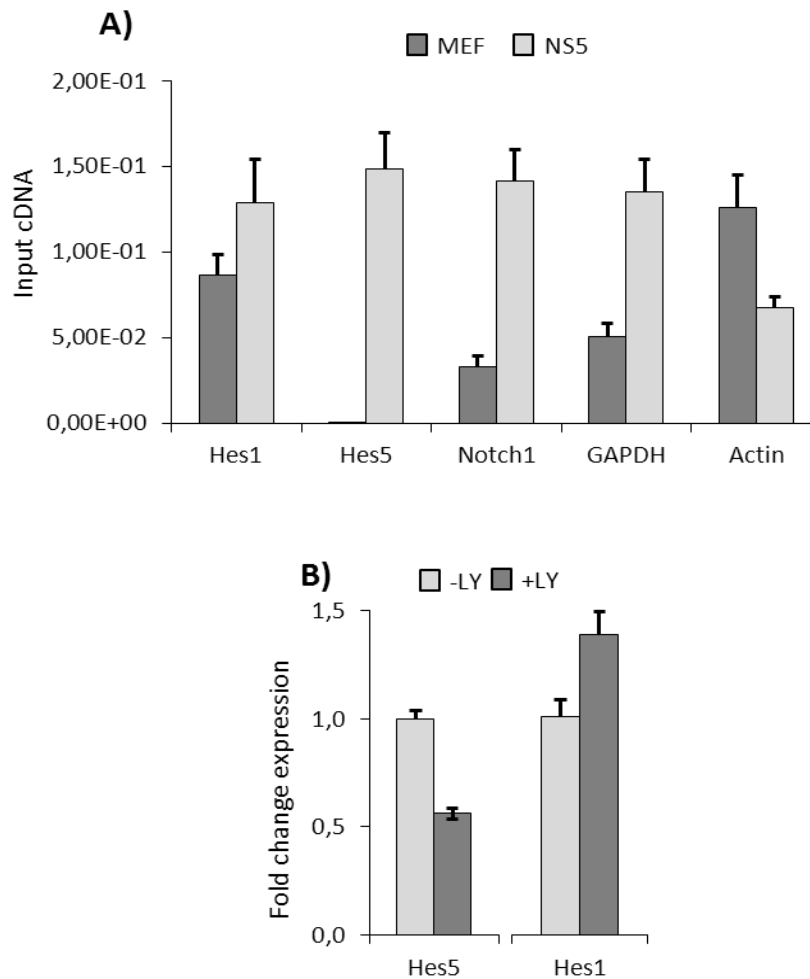 A)
MEF NS5
Input cDNA
2,00E-01
1,50E-01
1,00E-01
5,00E-02
0,00E+00
Hes1 Hes5 Notch1 GAPDH Actin
B)
-LY +LY
Fold change expression
1,5
1,0
0,5
0,0
Hes5 Hes1